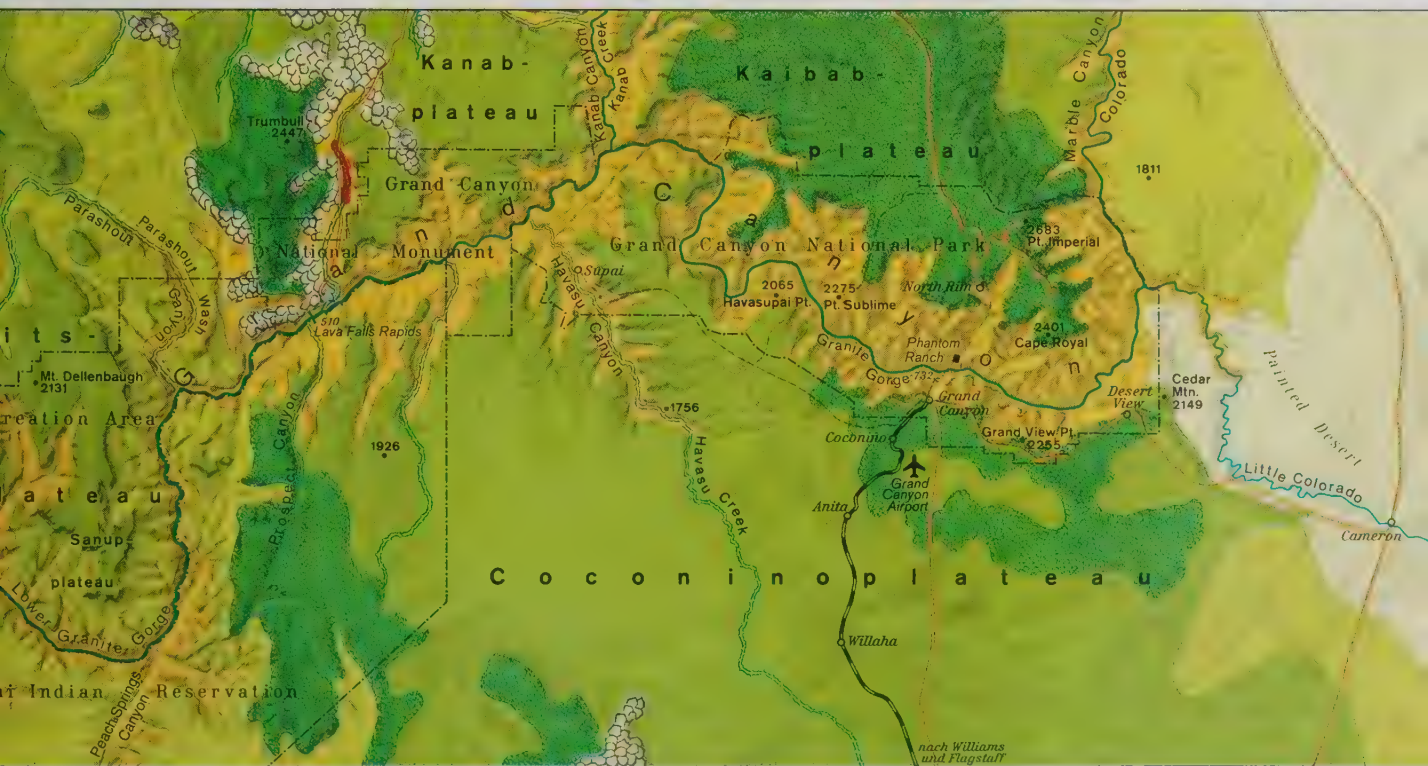 Kanab-
plateau
Kaibab-
plateau
Kanab Canyon
Kanab Creek
Marble Canyon
Colorado
Trumbull
2447
1811
Grand Canyon
National Monument
Grand Canyon National Park
Grand
Canyon
2683
Pt. Imperial
Parashout
Parashout
Canyon
Wash
Supai
Havasu Canyon
2065
Havasupai Pt.
2275
Pt. Sublime
North Rim
510
Lava Falls Rapids
2401
Cape Royal
Phantom
Ranch
Granite
Gorge
732
its-
Mt. Dellenbaugh
2131
reation Area
Painted Desert
Cedar
Mtn.
2149
Desert
View
Grand
Canyon
1756
Coconino
Grand View Pt.
2255
1926
Prospect Canyon
Havasu Creek
Grand
Canyon
Airport
Little Colorado
ateau
Anita
Cameron
Sanup-
plateau
Coconinoplateau
Lower Granite Gorge
Willaha
Indian Reservation
Peach Springs
Canyon
nach Williams
und Flagstaff